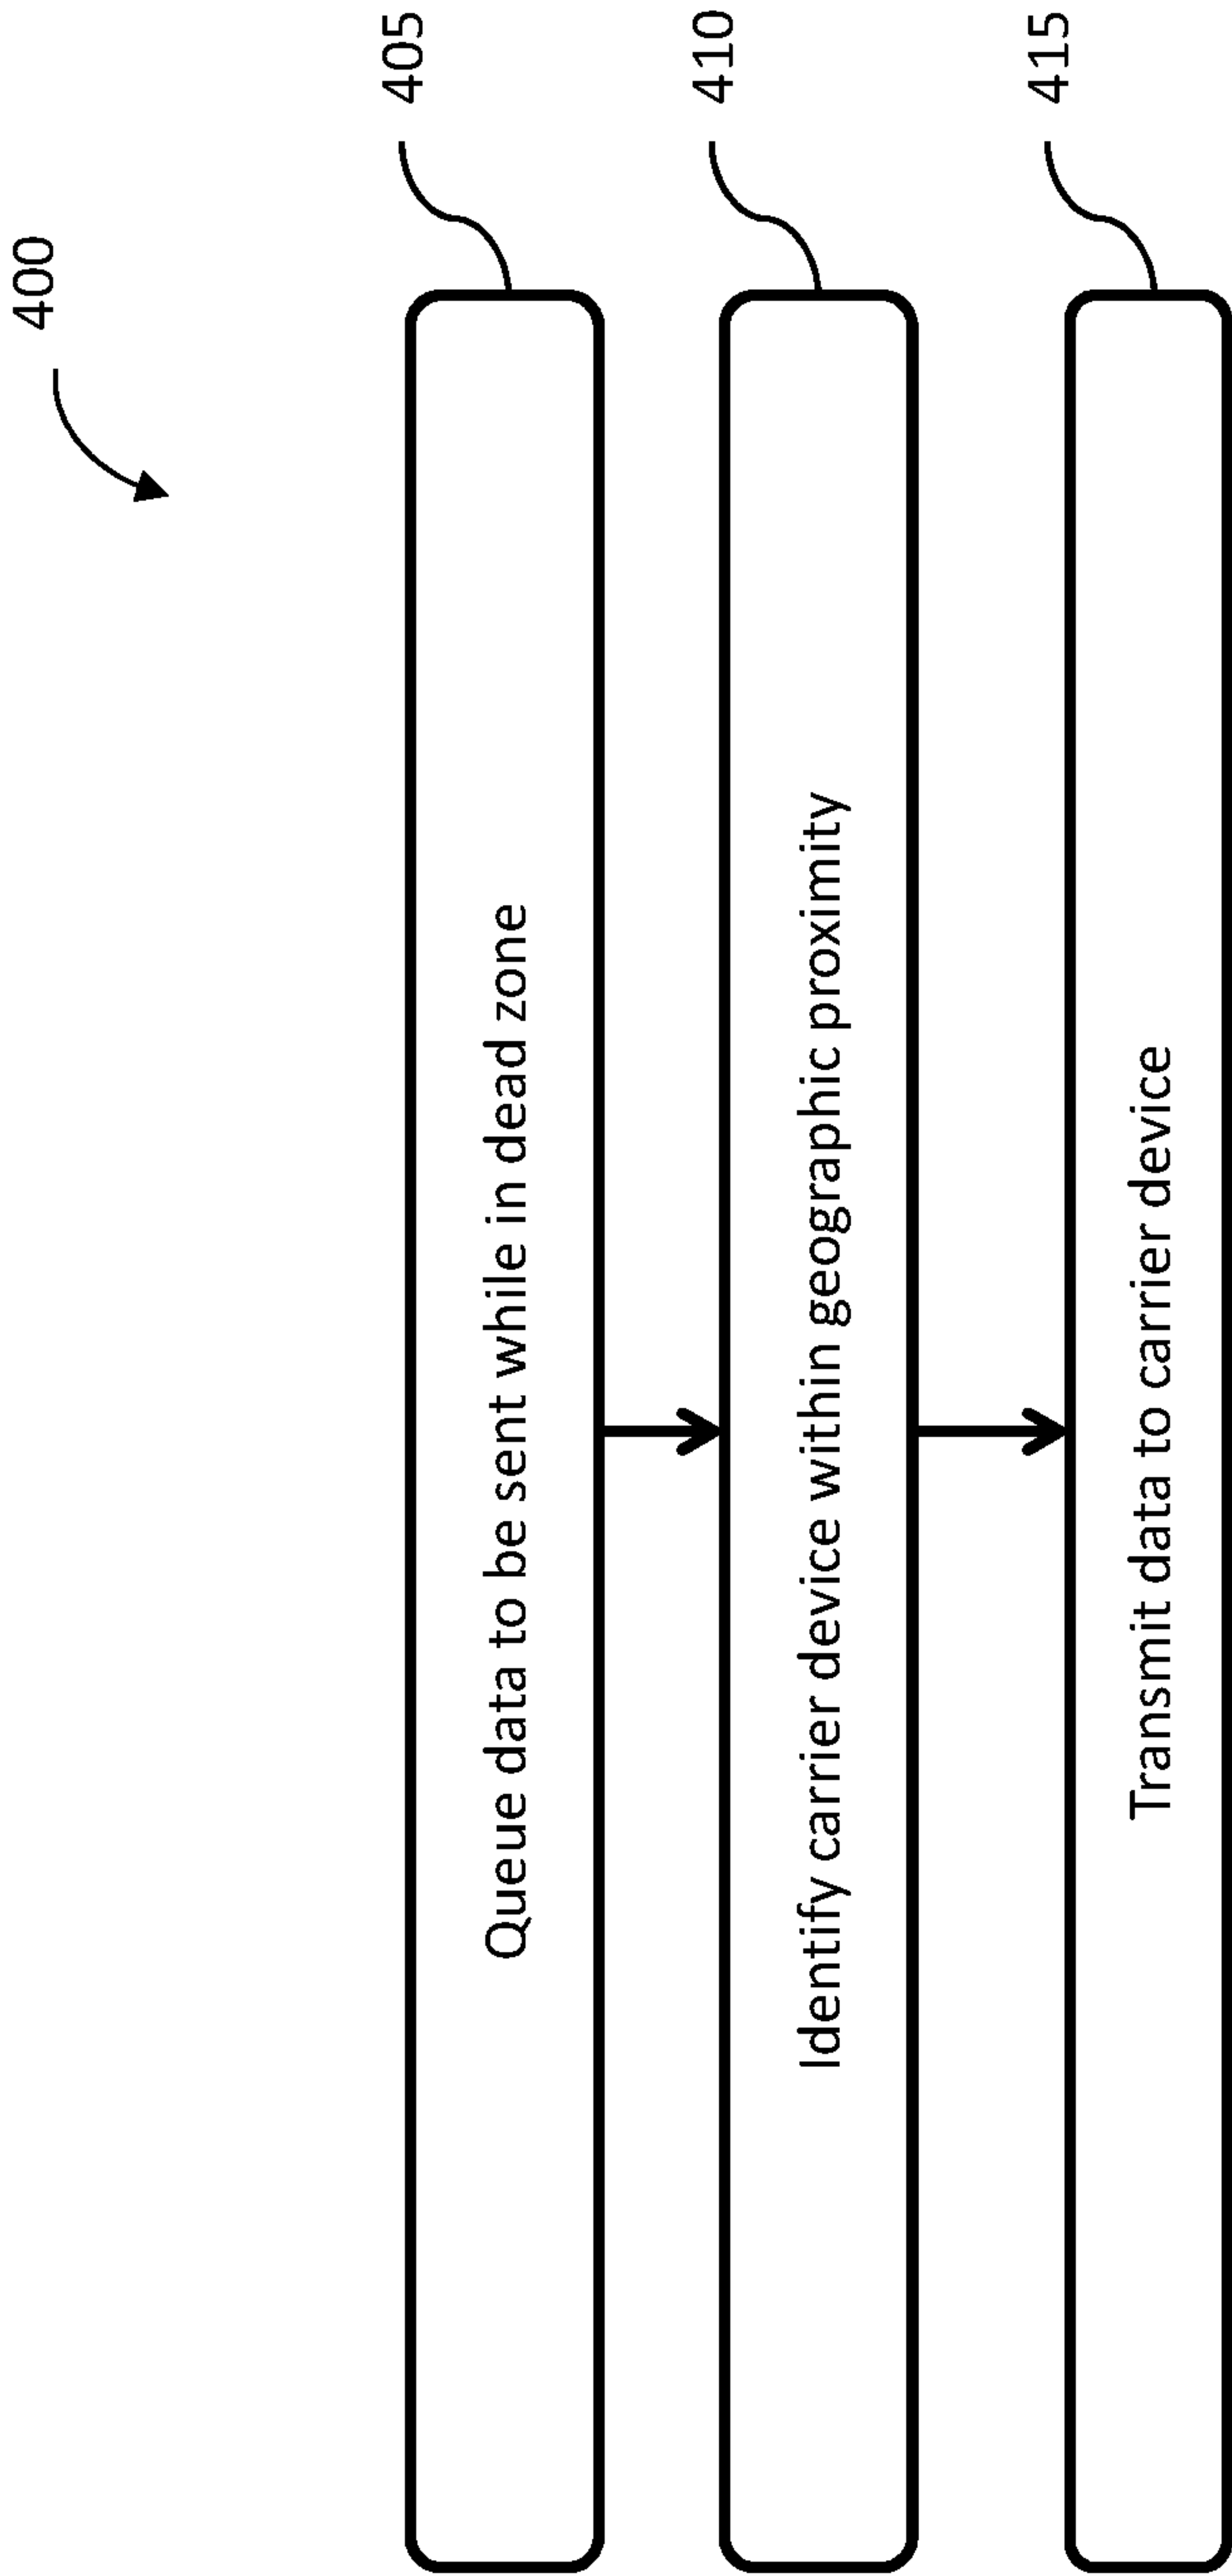 400
Queue data to be sent while in dead zone
405
Identify carrier device within geographic proximity
410
Transmit data to carrier device
415